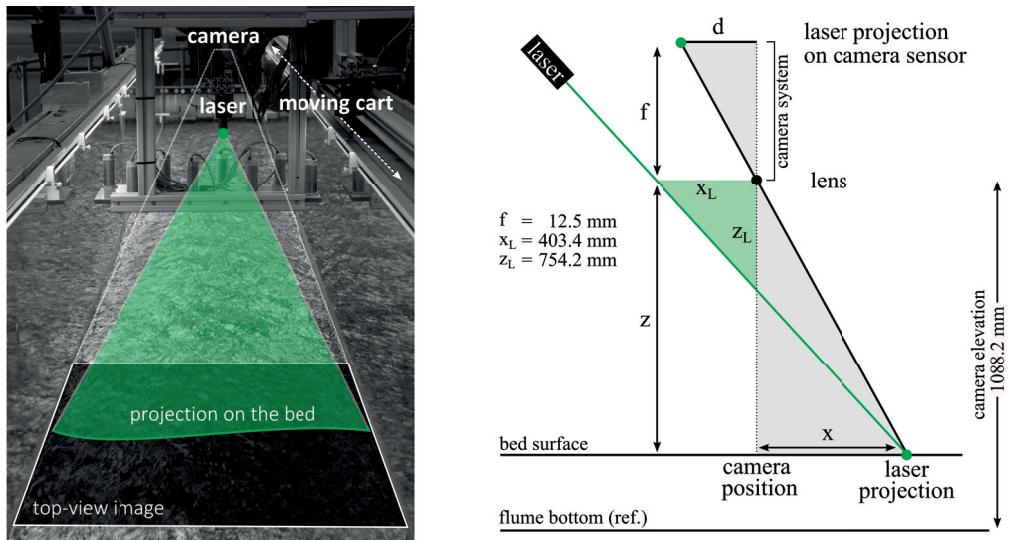 camera
laser
moving cart
projection on the bed
top-view image
laser
d
laser projection
on camera sensor
f
camera system
x_L
lens
f = 12.5 mm
x_L = 403.4 mm
z_L = 754.2 mm
z_L
z
camera elevation
1088.2 mm
x
bed surface
camera
position
laser
projection
flume bottom (ref.)